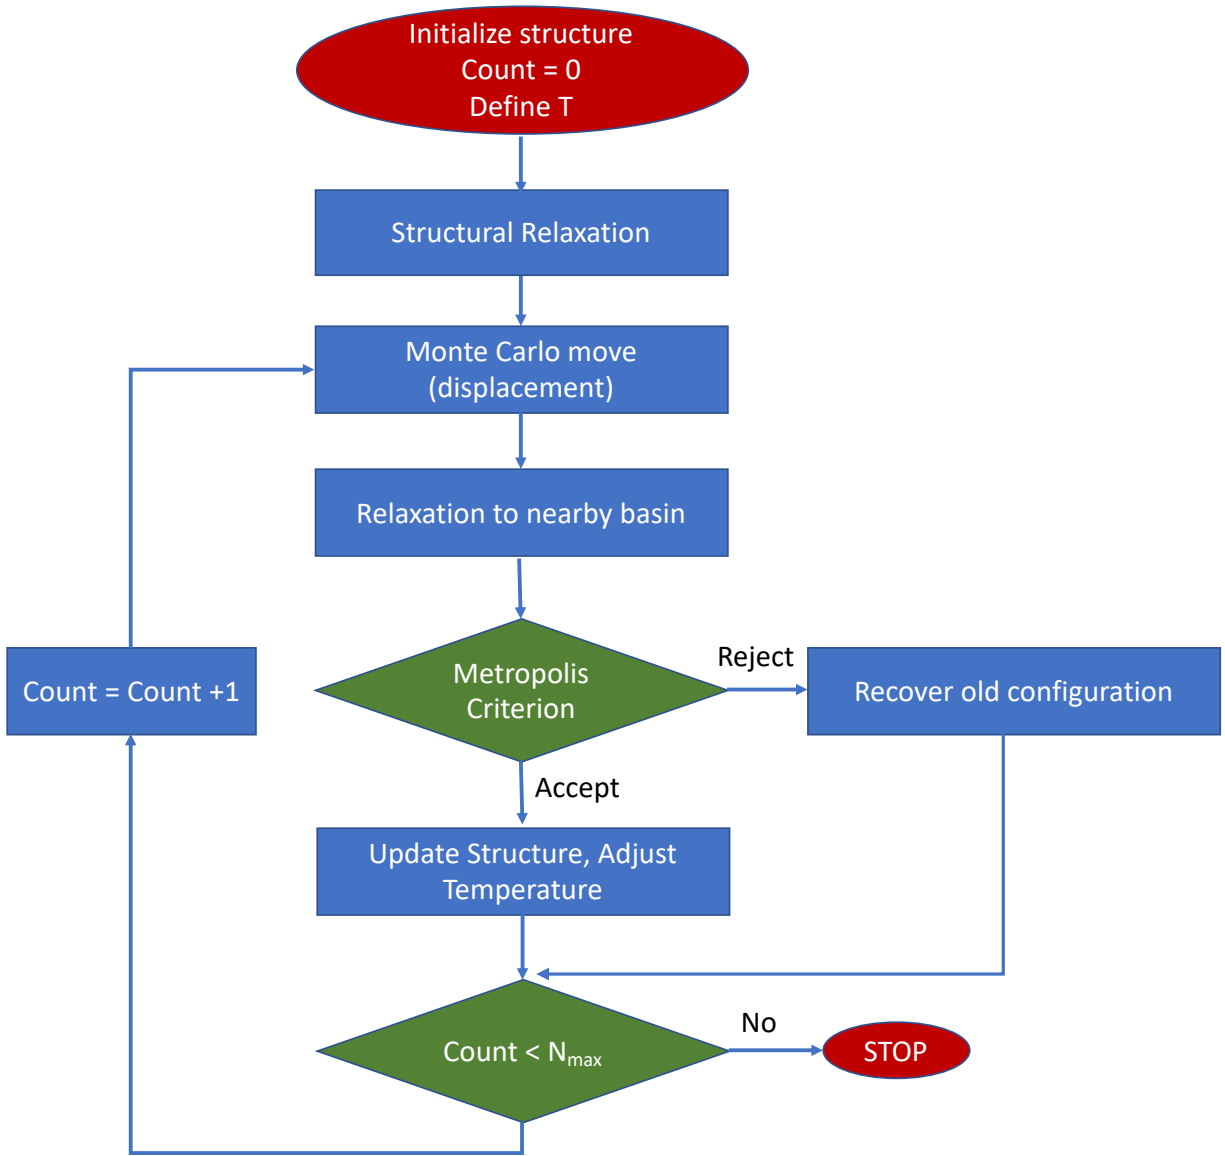 Initialize structure
Count = 0
Define T
Structural Relaxation
Monte Carlo move
(displacement)
Relaxation to nearby basin
Metropolis
Criterion
Reject
Recover old configuration
Count = Count +1
Accept
Update Structure, Adjust
Temperature
Count < Nmax
No
STOP